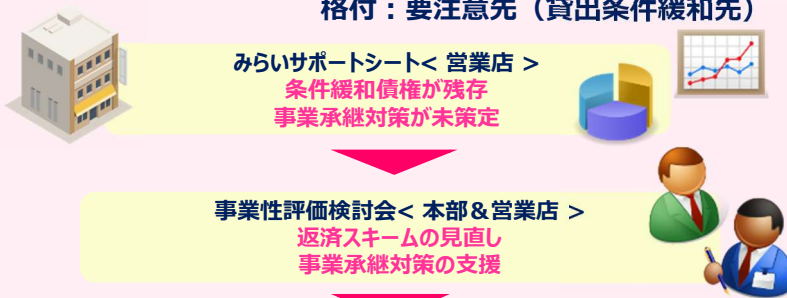 格付：要注意先（貸出条件緩和先）
みらいサポートシート< 営業店 >
条件緩和債権が残存
事業承継対策が未策定
事業性評価検討会< 本部＆営業店 >
返済スキームの見直し
事業承継対策の支援